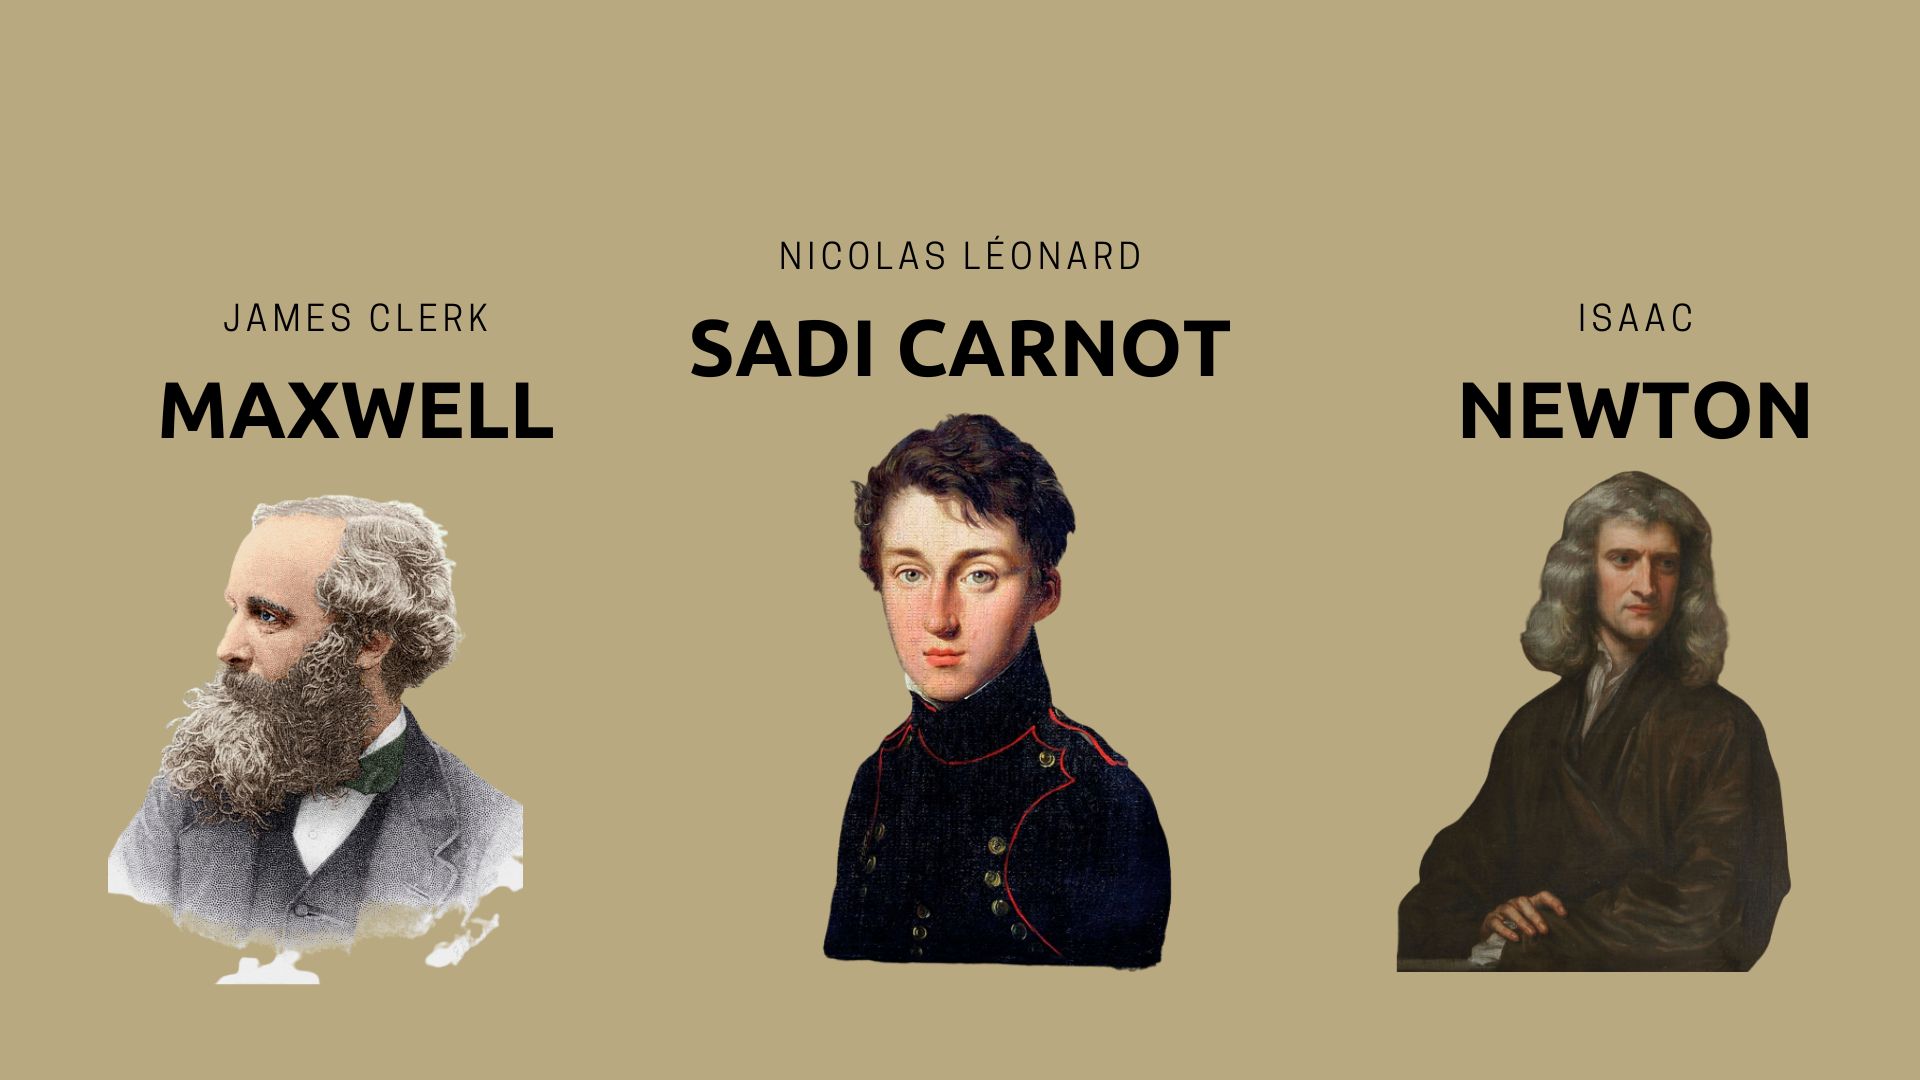 JAMES CLERK
MAXWELL
NICOLAS LÉONARD
SADI CARNOT
ISAAC
NEWTON